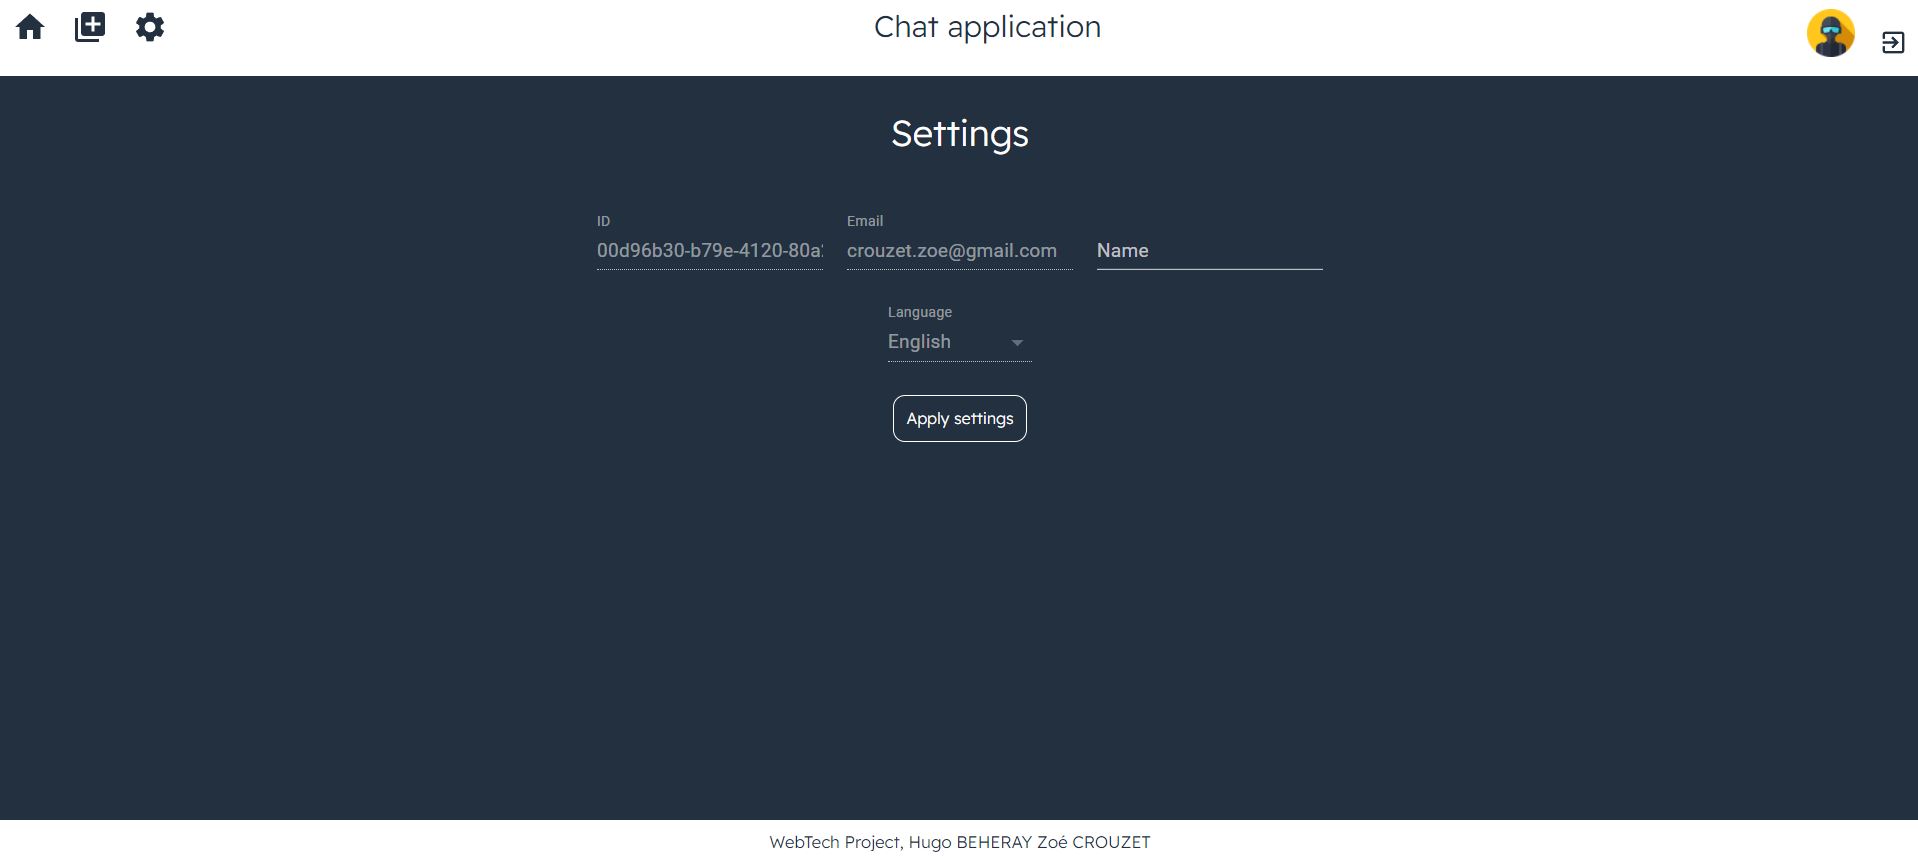 Chat application
Settings
ID
00d96b30-b79e-4120-80a
Email
crouzet.zoe@gmail.com
Name
Language
English
Apply settings
WebTech Project, Hugo BEHERAY Zoé CROUZET